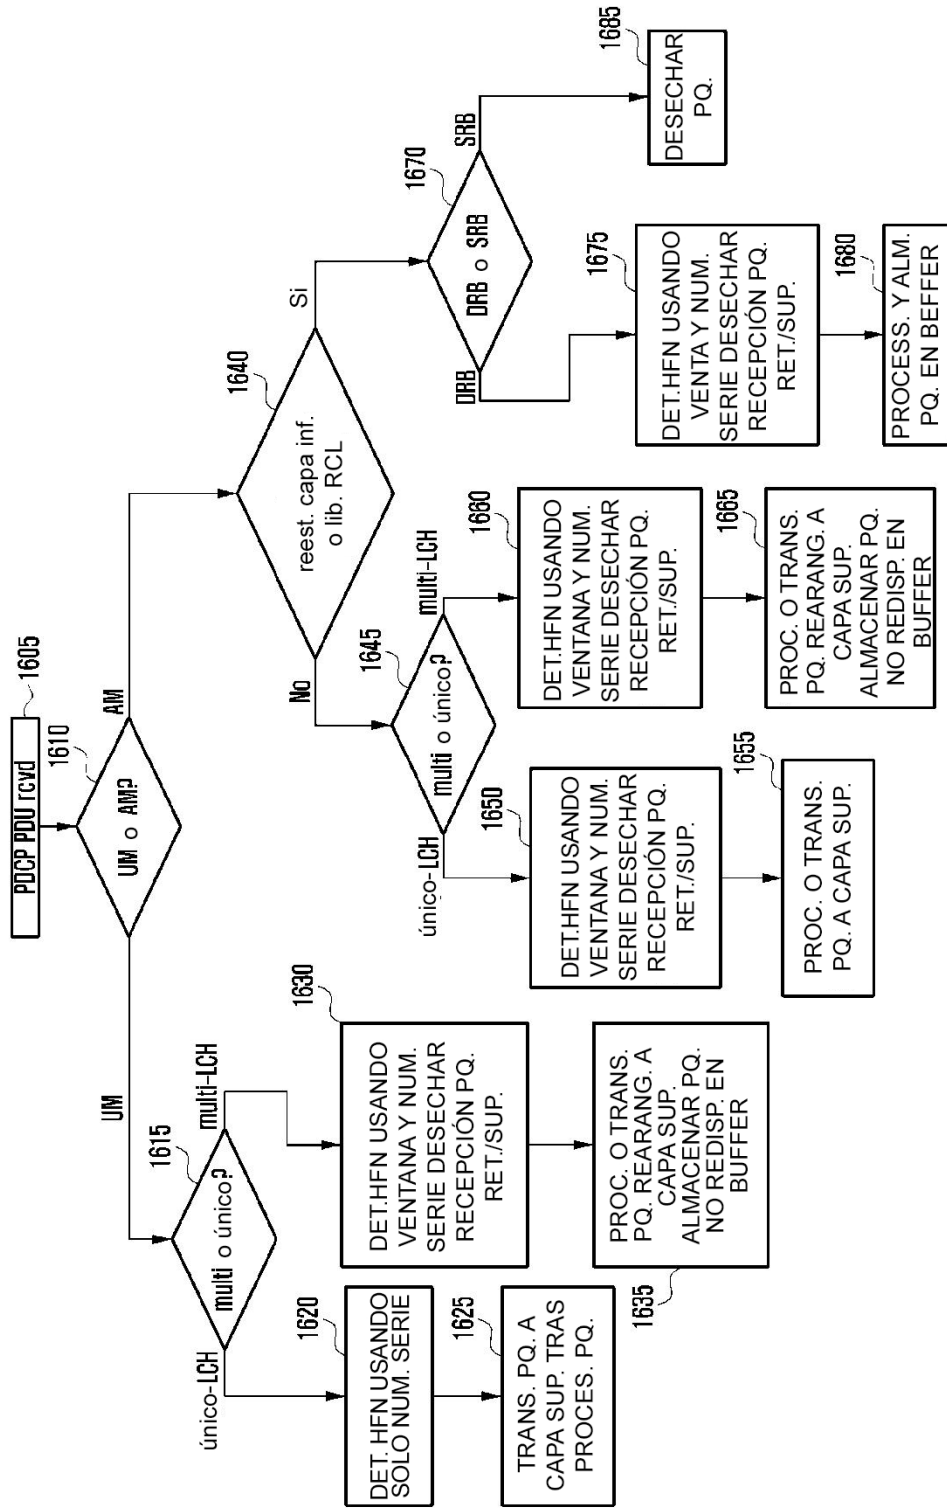 PDCP PDU rcvd
1605
1610
UM o AM?
UM
AM
1615
multi o único?
único-LCH
multi-LCH
1620
DET. HFN USANDO
SOLO NUM. SERIE
1625
TRANS. PQ. A
CAPA SUP. TRAS
PROCES. PQ.
1630
DET.HFN USANDO
VENTANA Y NUM.
SERIE DESECHAR
RECEPCIÓN PQ.
RET./SUP.
1635
PROC. O TRANS.
PQ. REARANG. A
CAPA SUP.
ALMACENAR PQ.
NO REDISP. EN
BUFFER
1640
reest. capa inf.
o lib. RCL
No
Si
1645
multi o único?
único-LCH
multi-LCH
1650
DET.HFN USANDO
VENTANA Y NUM.
SERIE DESECHAR
RECEPCIÓN PQ.
RET./SUP.
1655
PROC. O TRANS.
PQ. A CAPA SUP.
1660
DET.HFN USANDO
VENTANA Y NUM.
SERIE DESECHAR
RECEPCIÓN PQ.
RET./SUP.
1665
PROC. O TRANS.
PQ. REARANG. A
CAPA SUP.
ALMACENAR PQ.
NO REDISP. EN
BUFFER
1670
DRB o SRB
DRB
SRB
1675
DET.HFN USANDO
VENTA Y NUM.
SERIE DESECHAR
RECEPCIÓN PQ.
RET./SUP.
1680
PROCESS. Y ALM.
PQ. EN BEFFER
1685
DESECHAR
PQ.